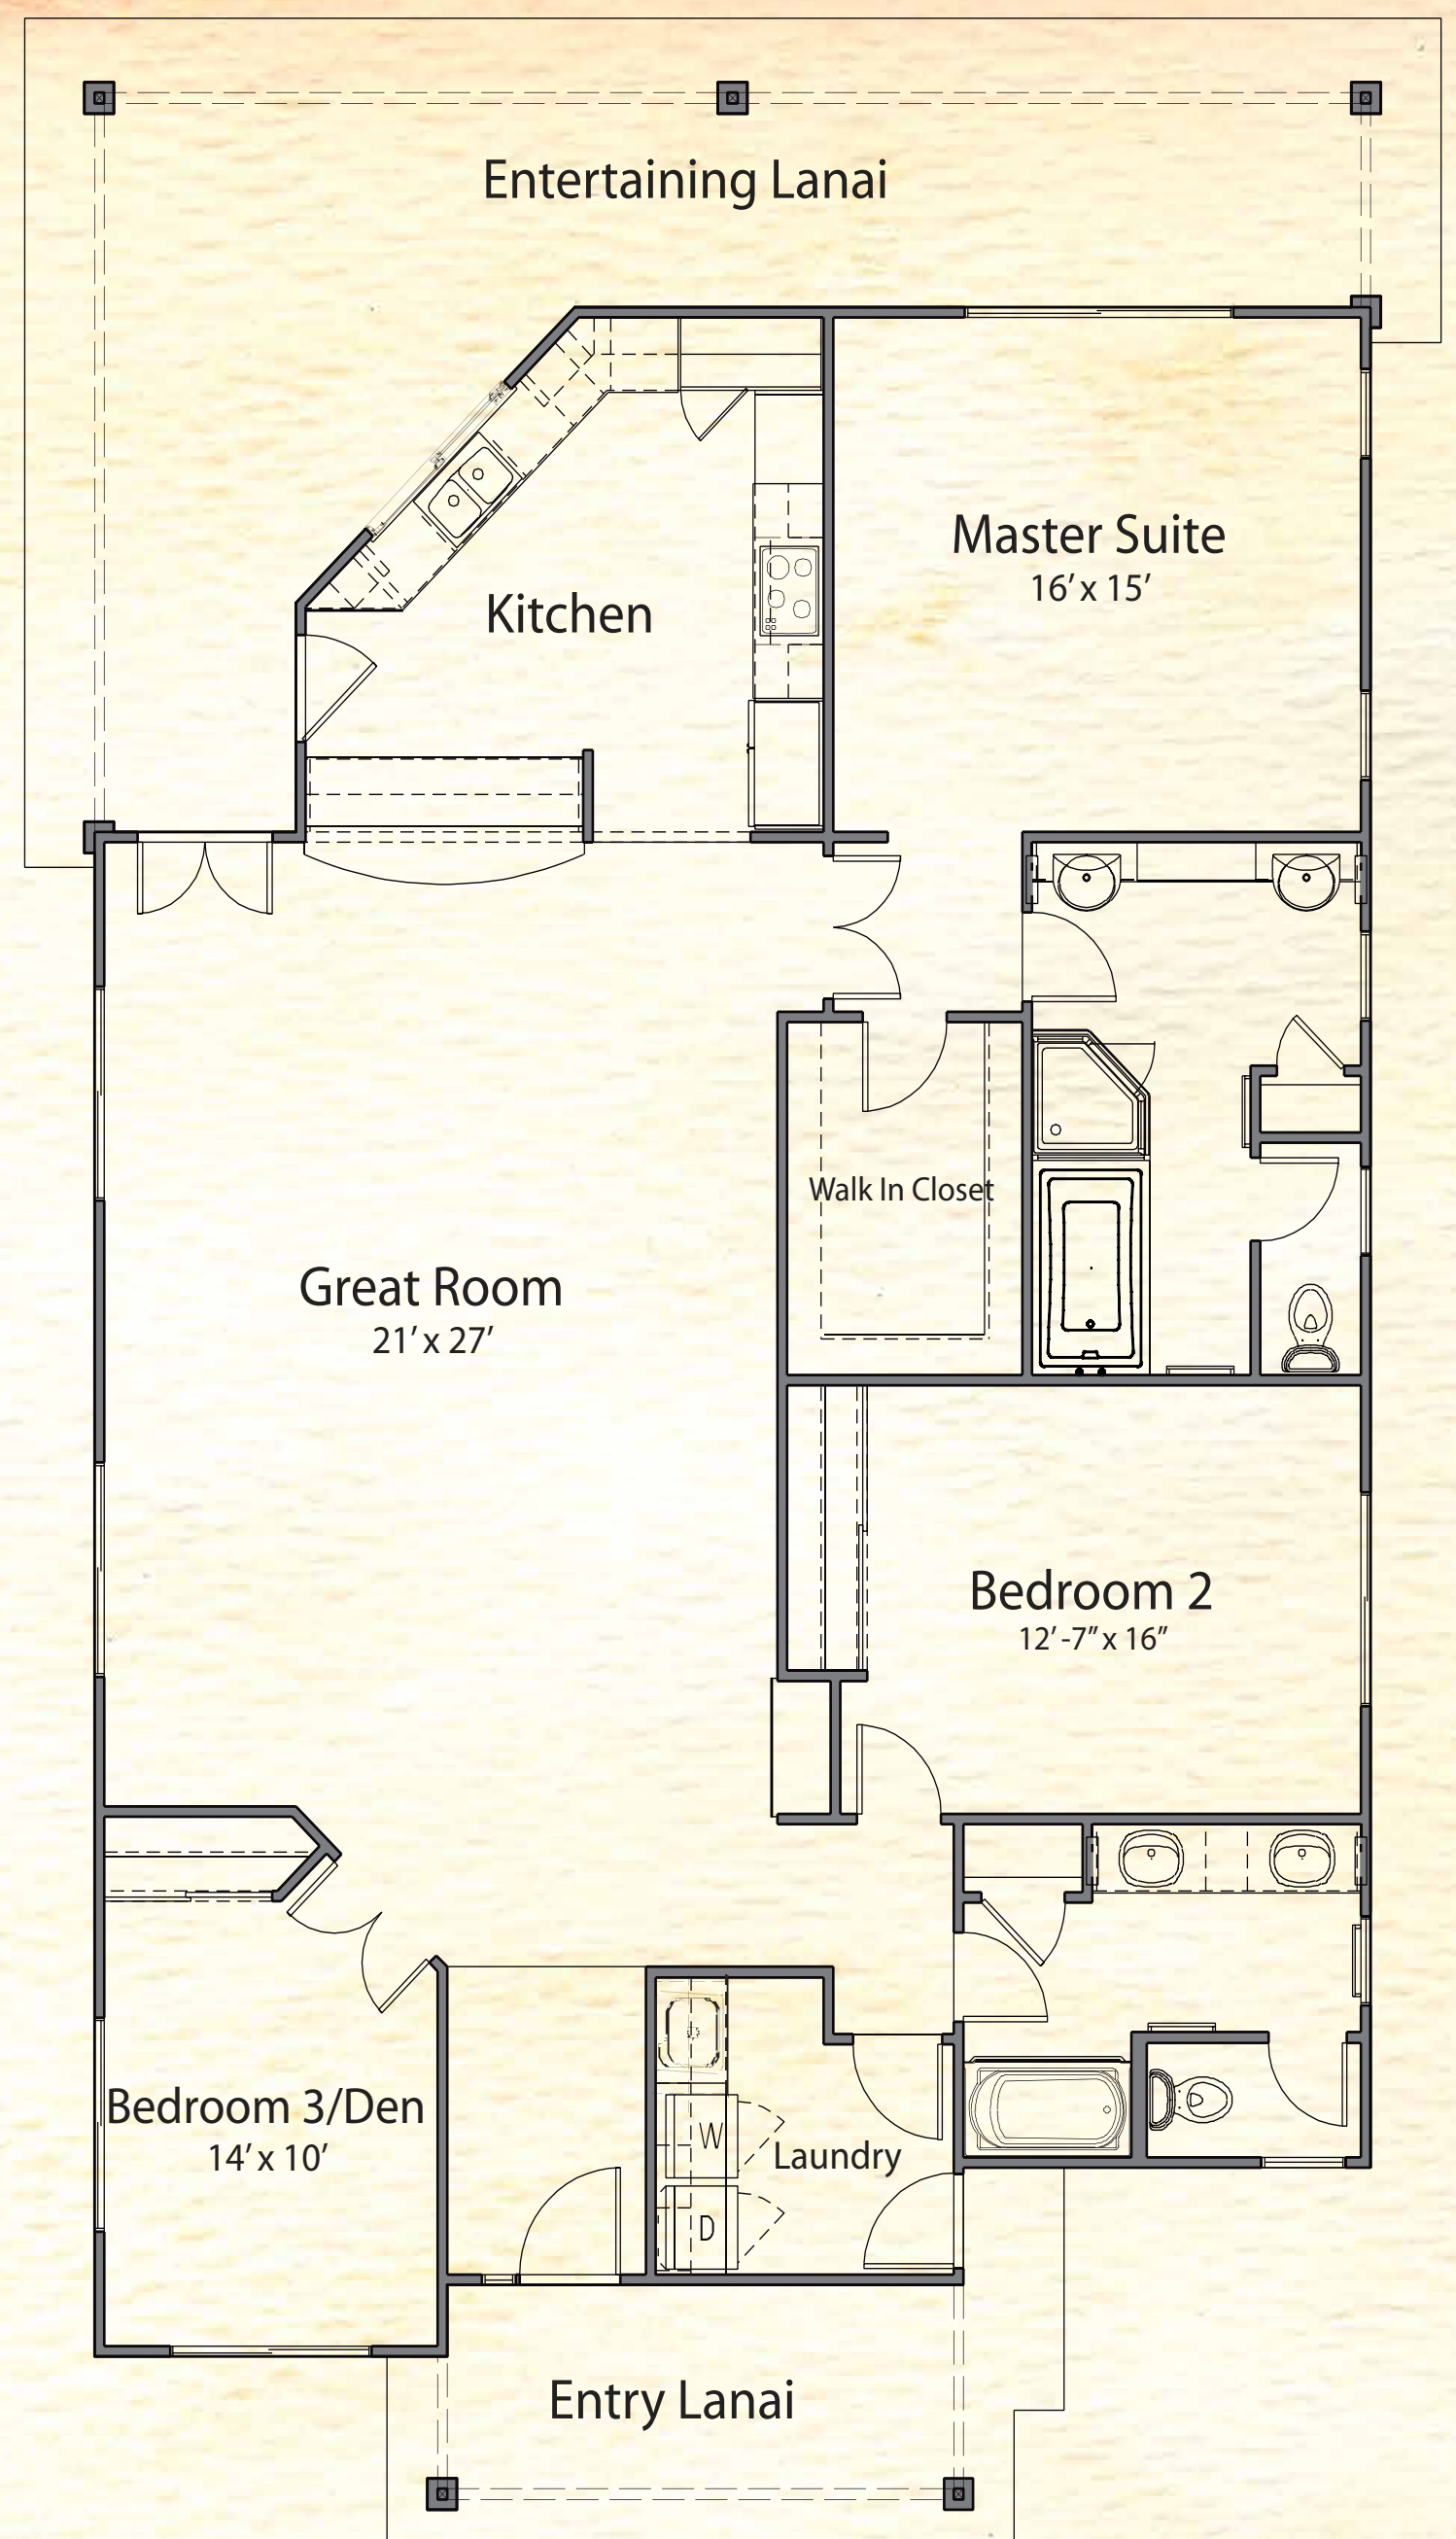 Entertaining Lanai
Master Suite
16’ x 15’
Kitchen
Walk In Closet
Great Room
21’ x 27’
Bedroom 2
12’ -7” x 16”
Bedroom 3/Den
14’ x 10’
W
Laundry
D
Entry Lanai